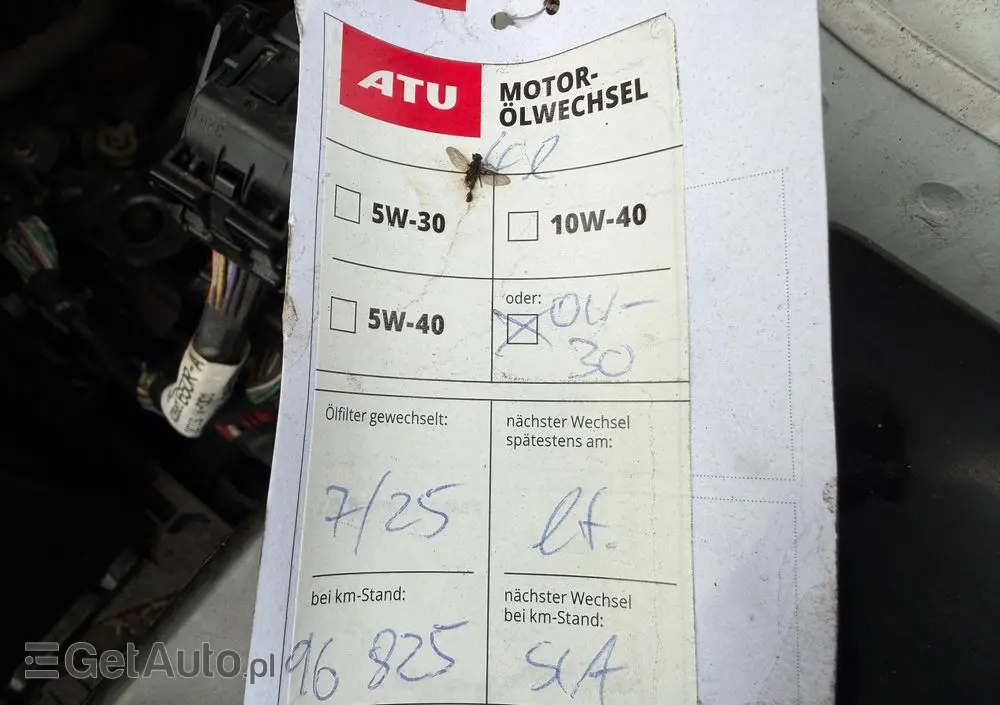 ATU
MOTOR-
ÖLWECHSEL
5W-30
10W-40
5W-40
oder: 0W-
30
Ölfilter gewechselt:
7/25
nächster Wechsel
spätestens am:
lt.
bei km-Stand:
96 825
nächster Wechsel
bei km-Stand:
GetAuto.pl